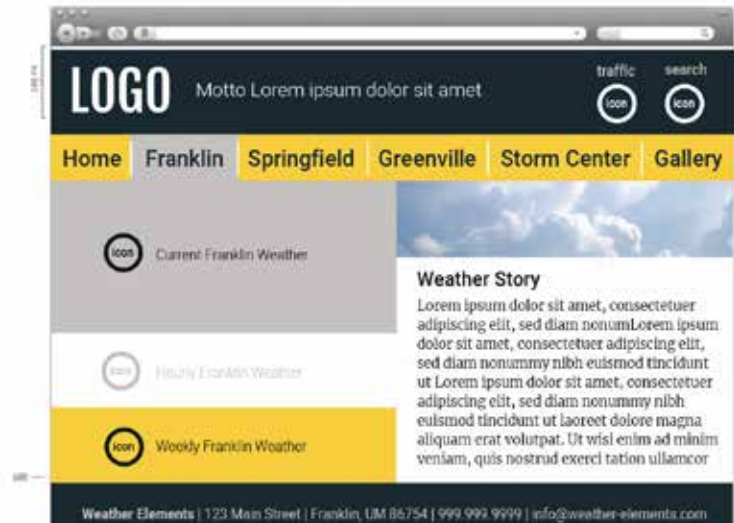 LOGO
Motto Lorem ipsum dolor sit amet
traffic
search
icon
icon
Home
Franklin
Springfield
Greenville
Storm Center
Gallery
icon
Current Franklin Weather
icon
Hourly Franklin Weather
icon
Weekly Franklin Weather
Weather Story
Lorem ipsum dolor sit amet, consectetuer
adipiscing elit, sed diam nonumLorem ipsum
dolor sit amet, consectetuer adipiscing elit,
sed diam nonummy nibh euismod tincidunt
ut Lorem ipsum dolor sit amet, consectetuer
adipiscing elit, sed diam nonummy nibh
euismod tincidunt ut laoreet dolore magna
aliquam erat volutpat. Ut wisi enim ad minim
veniam, quis nostrud exerci tation ullamcor
Weather Elements | 123 Main Street | Franklin, UM 86754 | 999.999.9999 | info@weather-elements.com